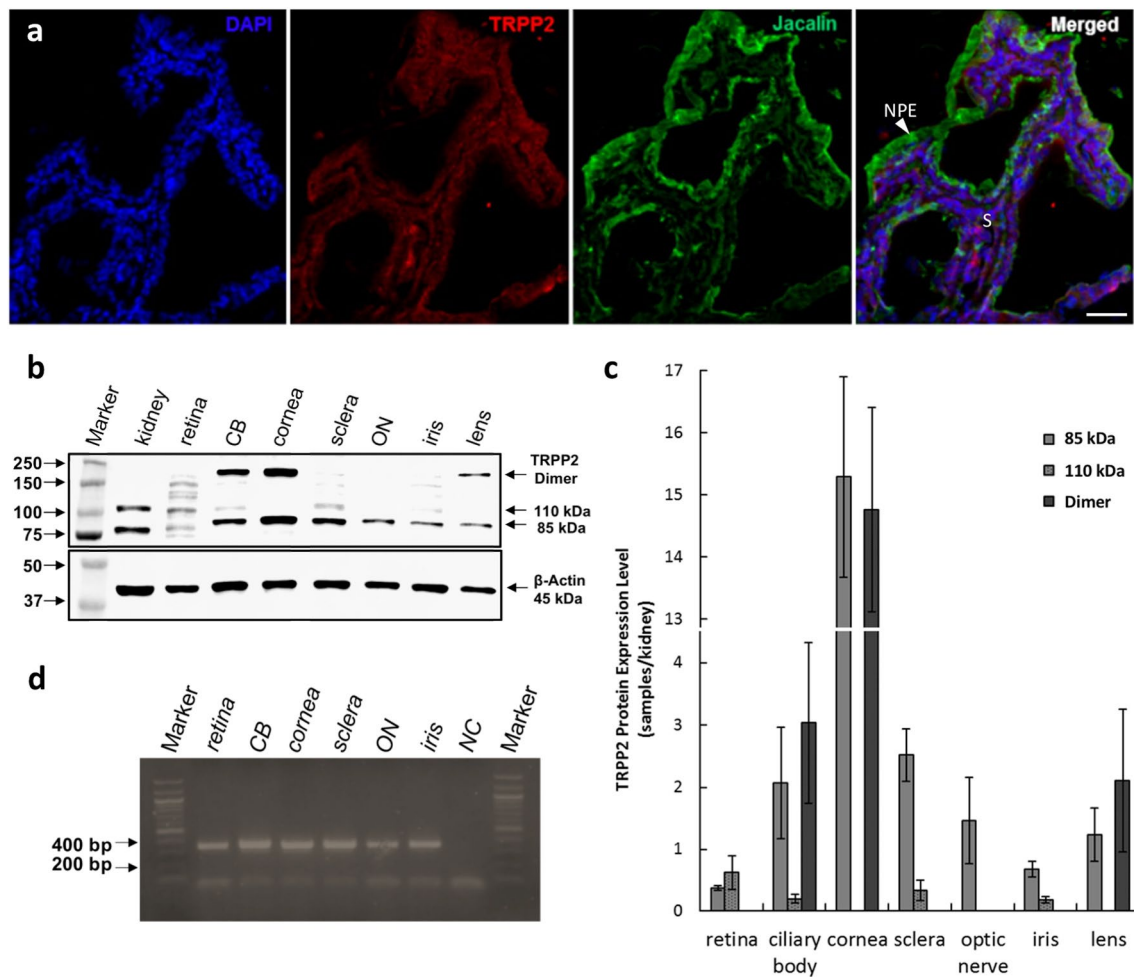 a
DAPI
TRPP2
Jacalin
Merged
NPE
S
b
Marker
kidney
retina
CB
cornea
sclera
ON
iris
lens
250
150
100
75
TRPP2
Dimer
110 kDa
85 kDa
50
37
β-Actin
45 kDa
c
TRPP2 Protein Expression Level
(samples/kidney)
17
16
15
14
13
4
3
2
1
0
85 kDa
110 kDa
Dimer
retina
ciliary
body
cornea
sclera
optic
nerve
iris
lens
d
Marker
retina
CB
cornea
sclera
ON
iris
NC
Marker
400 bp
200 bp